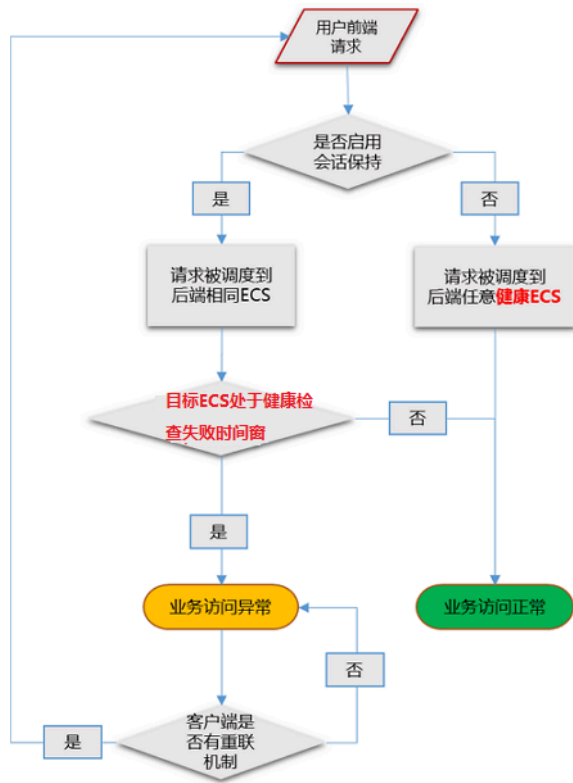 用户前端
请求
是否启用
会话保持
是
否
请求被调度到
后端相同ECS
请求被调度到
后端任意健康ECS
目标ECS处于健康检
查失败时间窗
否
是
业务访问异常
业务访问正常
否
客户端是
否有重联
机制
是